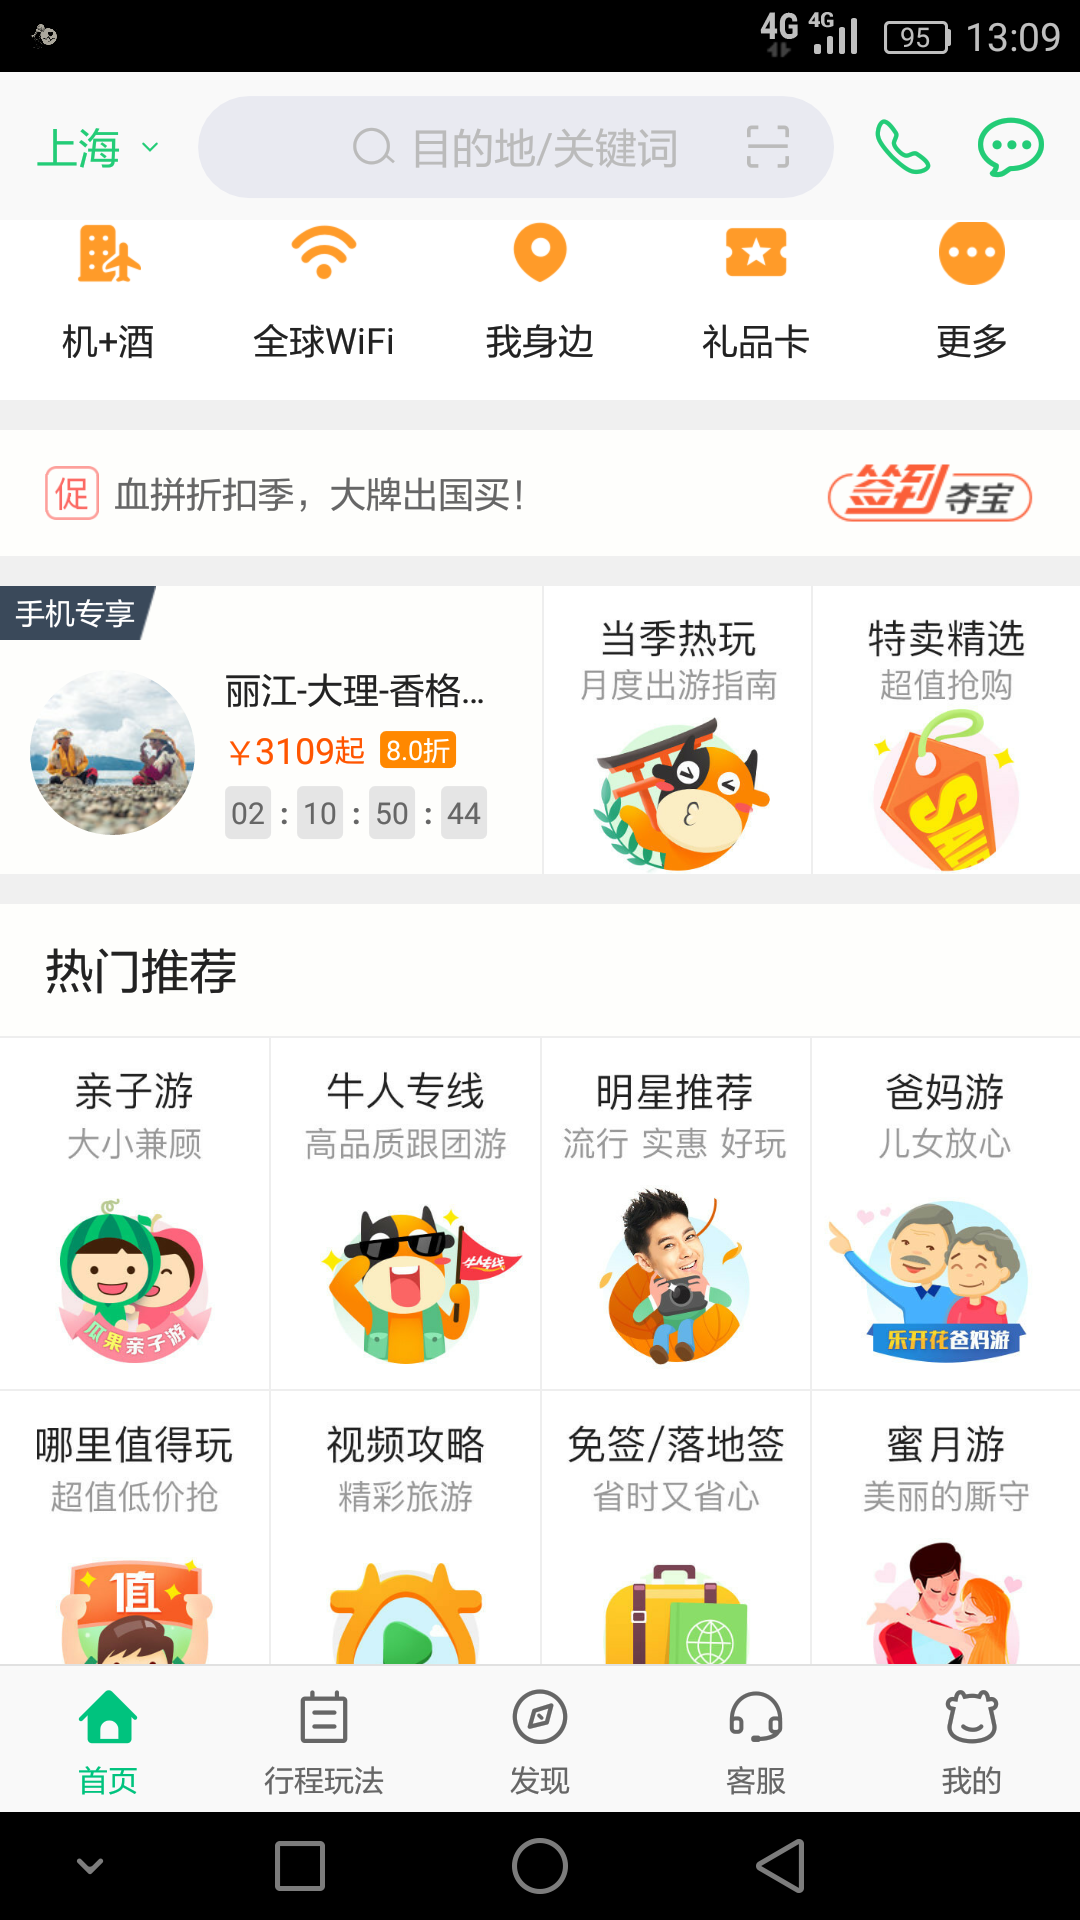 4G 4G 95 13:09
上海 目的地/关键词
机+酒 全球WiFi 我身边 礼品卡 更多
促 血拼折扣季，大牌出国买! 签到夺宝
手机专享
丽江-大理-香格...
¥3109起 8.0折
02 : 10 : 50 : 44
当季热玩
月度出游指南
特卖精选
超值抢购
SALE
热门推荐
亲子游 牛人专线 明星推荐 爸妈游
大小兼顾 高品质跟团游 流行 实惠 好玩 儿女放心
瓜果亲子游 牛人专线 乐开花爸妈游
哪里值得玩 视频攻略 免签/落地签 蜜月游
超值低价抢 精彩旅游 省时又省心 美丽的厮守
值
首页 行程玩法 发现 客服 我的